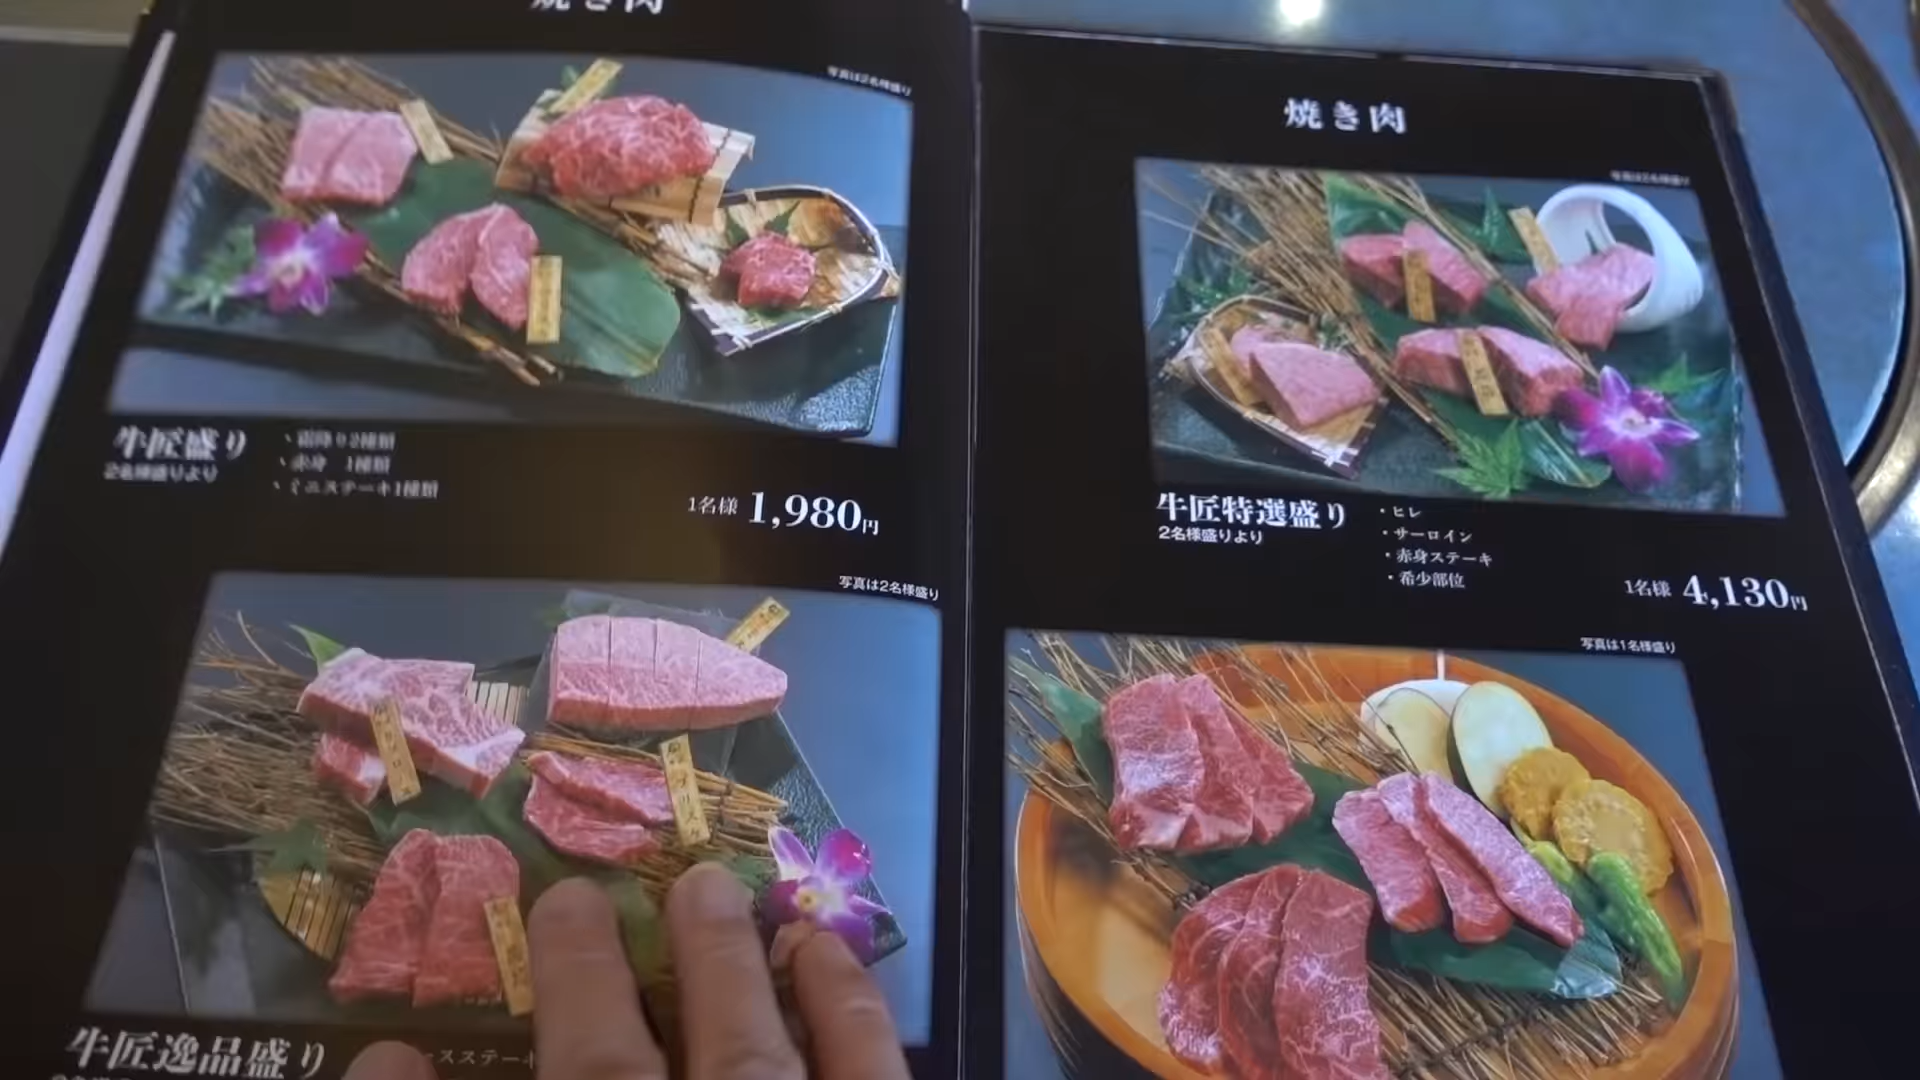 焼き肉
写真は2名様盛り
牛匠盛り
2名様盛りより
・霜降り2種類
・赤身 1種類
・ミニステーキ1種類
1名様 1,980円
写真は2名様盛り
牛匠逸品盛り
焼き肉
写真は2名様盛り
牛匠特選盛り
2名様盛りより
・ヒレ
・サーロイン
・赤身ステーキ
・希少部位
1名様 4,130円
写真は1名様盛り